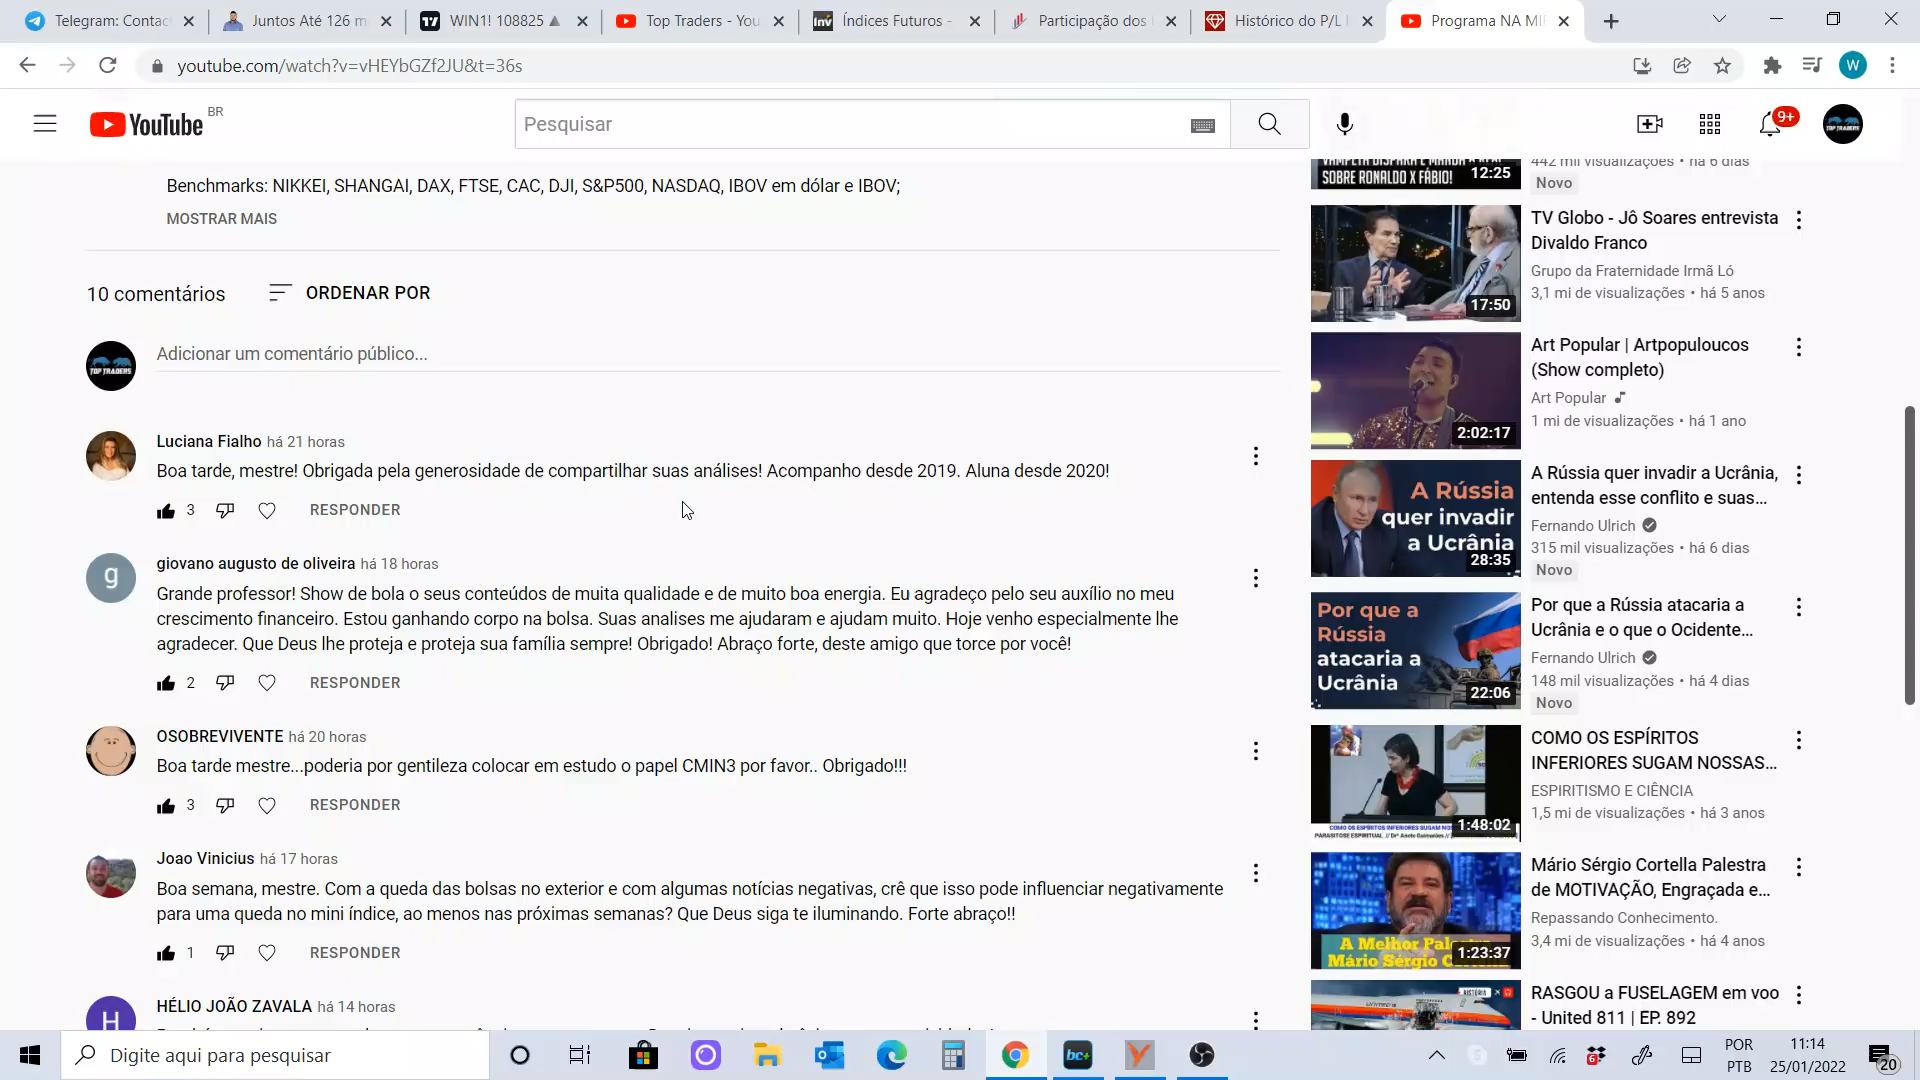 Telegram: Contac
Juntos Até 126 m
WIN1! 108825
Top Traders - You
Índices Futuros -
Participação dos
Histórico do P/L
Programa NA MI
youtube.com/watch?v=vHEYbGZf2JU&t=36s
W
YouTube BR
Pesquisar
9+
TOP TRADERS
Benchmarks: NIKKEI, SHANGAI, DAX, FTSE, CAC, DJI, S&P500, NASDAQ, IBOV em dólar e IBOV;
MOSTRAR MAIS
10 comentários
ORDENAR POR
TOP TRADERS
Adicionar um comentário público...
Luciana Fialho há 21 horas
Boa tarde, mestre! Obrigada pela generosidade de compartilhar suas análises! Acompanho desde 2019. Aluna desde 2020!
3 RESPONDER
g
giovano augusto de oliveira há 18 horas
Grande professor! Show de bola o seus conteúdos de muita qualidade e de muito boa energia. Eu agradeço pelo seu auxílio no meu
crescimento financeiro. Estou ganhando corpo na bolsa. Suas analises me ajudaram e ajudam muito. Hoje venho especialmente lhe
agradecer. Que Deus lhe proteja e proteja sua família sempre! Obrigado! Abraço forte, deste amigo que torce por você!
2 RESPONDER
OSOBREVIVENTE há 20 horas
Boa tarde mestre...poderia por gentileza colocar em estudo o papel CMIN3 por favor.. Obrigado!!!
3 RESPONDER
Joao Vinicius há 17 horas
Boa semana, mestre. Com a queda das bolsas no exterior e com algumas notícias negativas, crê que isso pode influenciar negativamente
para uma queda no mini índice, ao menos nas próximas semanas? Que Deus siga te iluminando. Forte abraço!!
1 RESPONDER
H
HÉLIO JOÃO ZAVALA há 14 horas
SOBRE RONALDO X FÁBIO!
12:25
442 mil visualizações • há 6 dias
Novo
17:50
TV Globo - Jô Soares entrevista
Divaldo Franco
Grupo da Fraternidade Irmã Ló
3,1 mi de visualizações • há 5 anos
2:02:17
Art Popular | Artpopuloucos
(Show completo)
Art Popular
1 mi de visualizações • há 1 ano
A Rússia
quer invadir
a Ucrânia
28:35
A Rússia quer invadir a Ucrânia,
entenda esse conflito e suas...
Fernando Ulrich
315 mil visualizações • há 6 dias
Novo
Por que a
Rússia
atacaria a
Ucrânia
22:06
Por que a Rússia atacaria a
Ucrânia e o que o Ocidente...
Fernando Ulrich
148 mil visualizações • há 4 dias
Novo
COMO OS ESPÍRITOS INFERIORES SUGAM
1:48:02
COMO OS ESPÍRITOS
INFERIORES SUGAM NOSSAS...
ESPIRITISMO E CIÊNCIA
1,5 mi de visualizações • há 3 anos
A Melhor
Mário Sérgio
1:23:37
Mário Sérgio Cortella Palestra
de MOTIVAÇÃO, Engraçada e...
Repassando Conhecimento.
3,4 mi de visualizações • há 4 anos
HISTÓRIA
RASGOU a FUSELAGEM em voo
- United 811 | EP. 892
Digite aqui para pesquisar
bc+
6
POR
PTB
11:14
25/01/2022
20